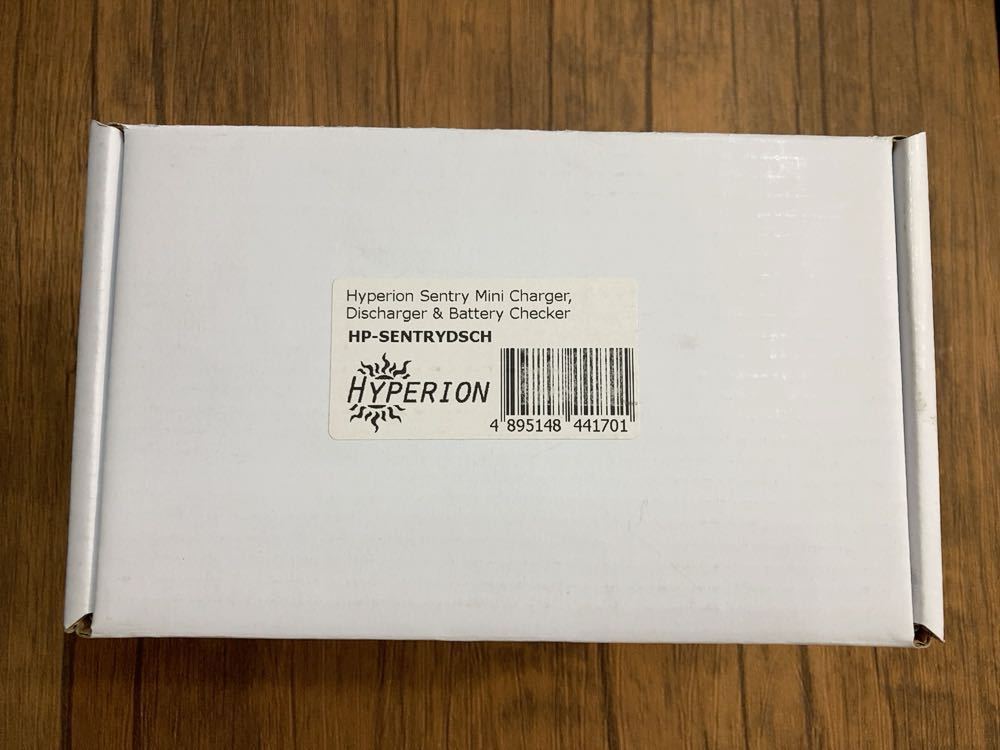 Hyperion Sentry Mini Charger,
Discharger & Battery Checker
HP-SENTRYDSCH
HYPERION
4 895148 441701